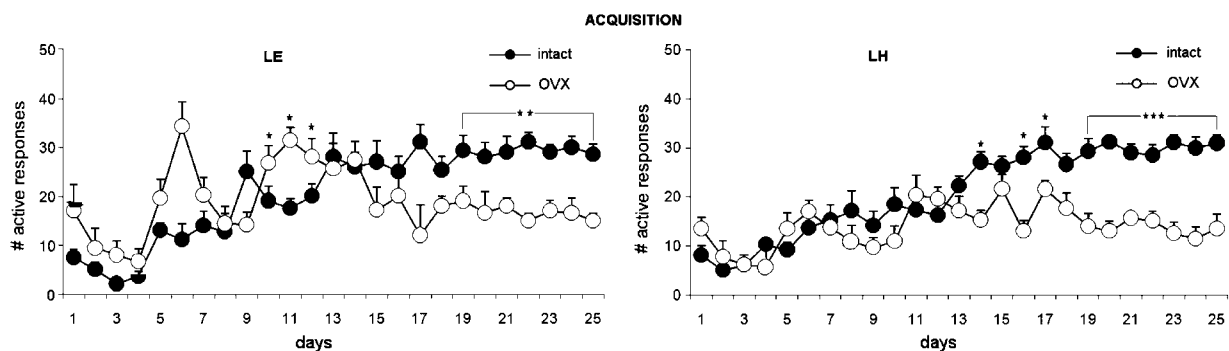 ACQUISITION
LE
intact
OVX
# active responses
50
40
30
20
10
0
* * *
**
1 3 5 7 9 11 13 15 17 19 21 23 25
days
LH
intact
OVX
# active responses
50
40
30
20
10
0
* * *
***
1 3 5 7 9 11 13 15 17 19 21 23 25
days